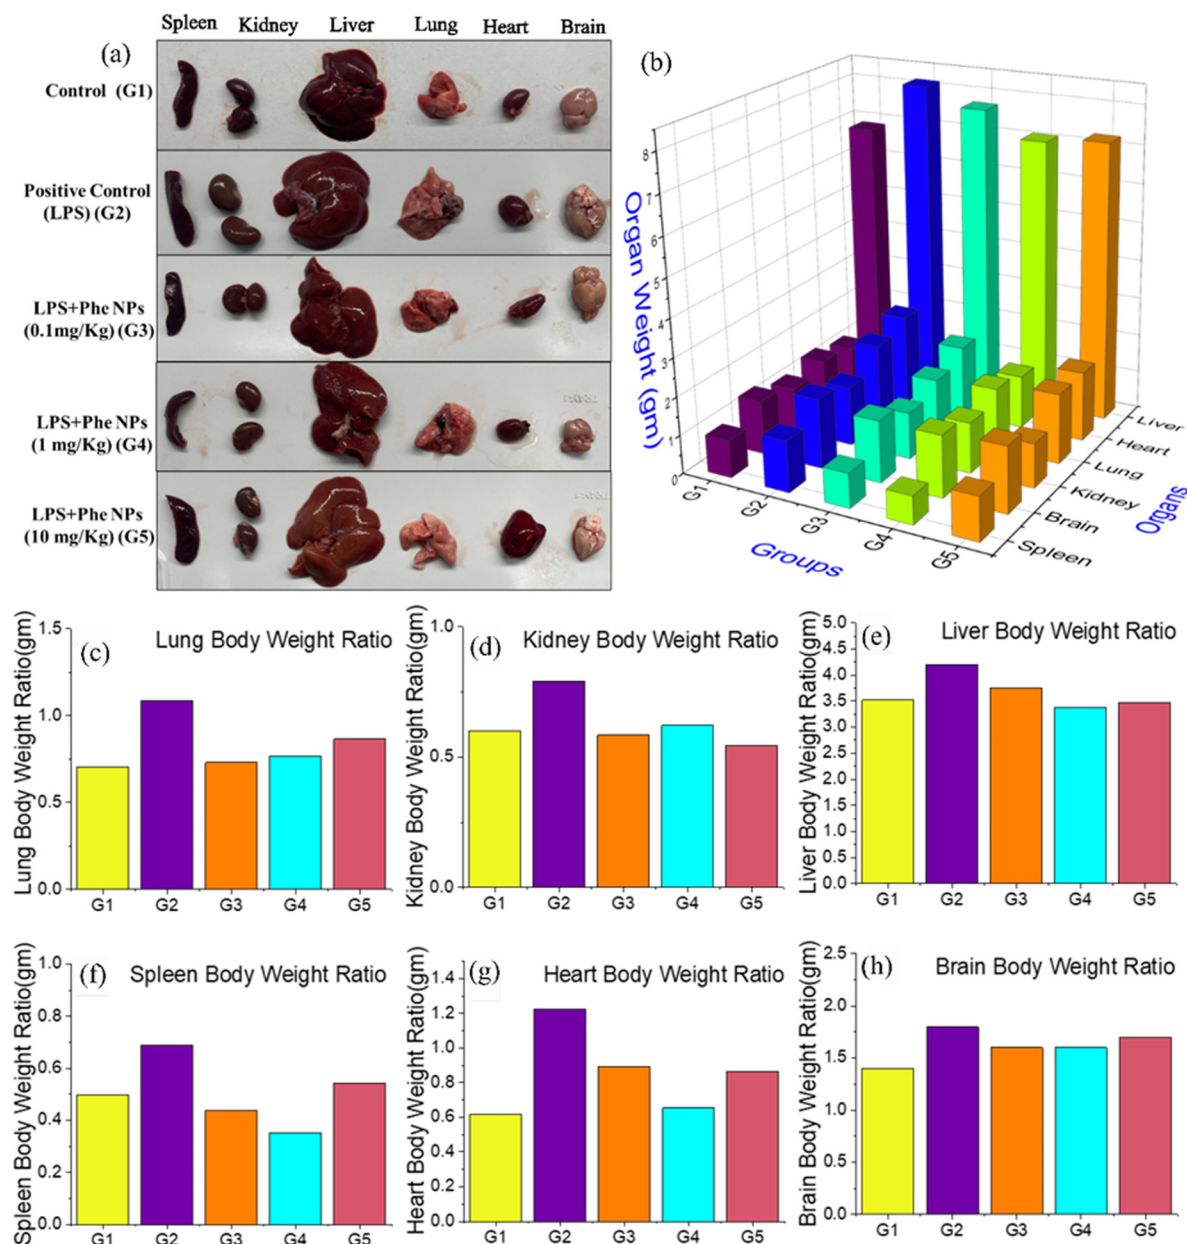 Spleen Kidney Liver Lung Heart Brain
(a)
Control (G1)
Positive Control
(LPS) (G2)
LPS+Phe NPs
(0.1mg/Kg) (G3)
LPS+Phe NPs
(1 mg/Kg) (G4)
LPS+Phe NPs
(10 mg/Kg) (G5)
(b)
Organ Weight (gm)
8
7
6
5
4
3
2
1
0
G1
G2
G3
G4
G5
Groups
Liver
Heart
Lung
Kidney
Brain
Spleen
Organs
(c)
Lung Body Weight Ratio
Lung Body Weight Ratio(gm)
1.5
1.0
0.5
0.0
G1 G2 G3 G4 G5
(d)
Kidney Body Weight Ratio
Kidney Body Weight Ratio(gm)
1.0
0.5
0.0
G1 G2 G3 G4 G5
(e)
Liver Body Weight Ratio
Liver Body Weight Ratio(gm)
5.0
4.5
4.0
3.5
3.0
2.5
2.0
1.5
1.0
0.5
0.0
G1 G2 G3 G4 G5
(f)
Spleen Body Weight Ratio
Spleen Body Weight Ratio(gm)
1.0
0.8
0.6
0.4
0.2
0.0
G1 G2 G3 G4 G5
(g)
Heart Body Weight Ratio
Heart Body Weight Ratio(gm)
1.4
1.2
1.0
0.8
0.6
0.4
0.2
0.0
G1 G2 G3 G4 G5
(h)
Brain Body Weight Ratio
Brain Body Weight Ratio(gm)
2.5
2.0
1.5
1.0
0.5
0.0
G1 G2 G3 G4 G5